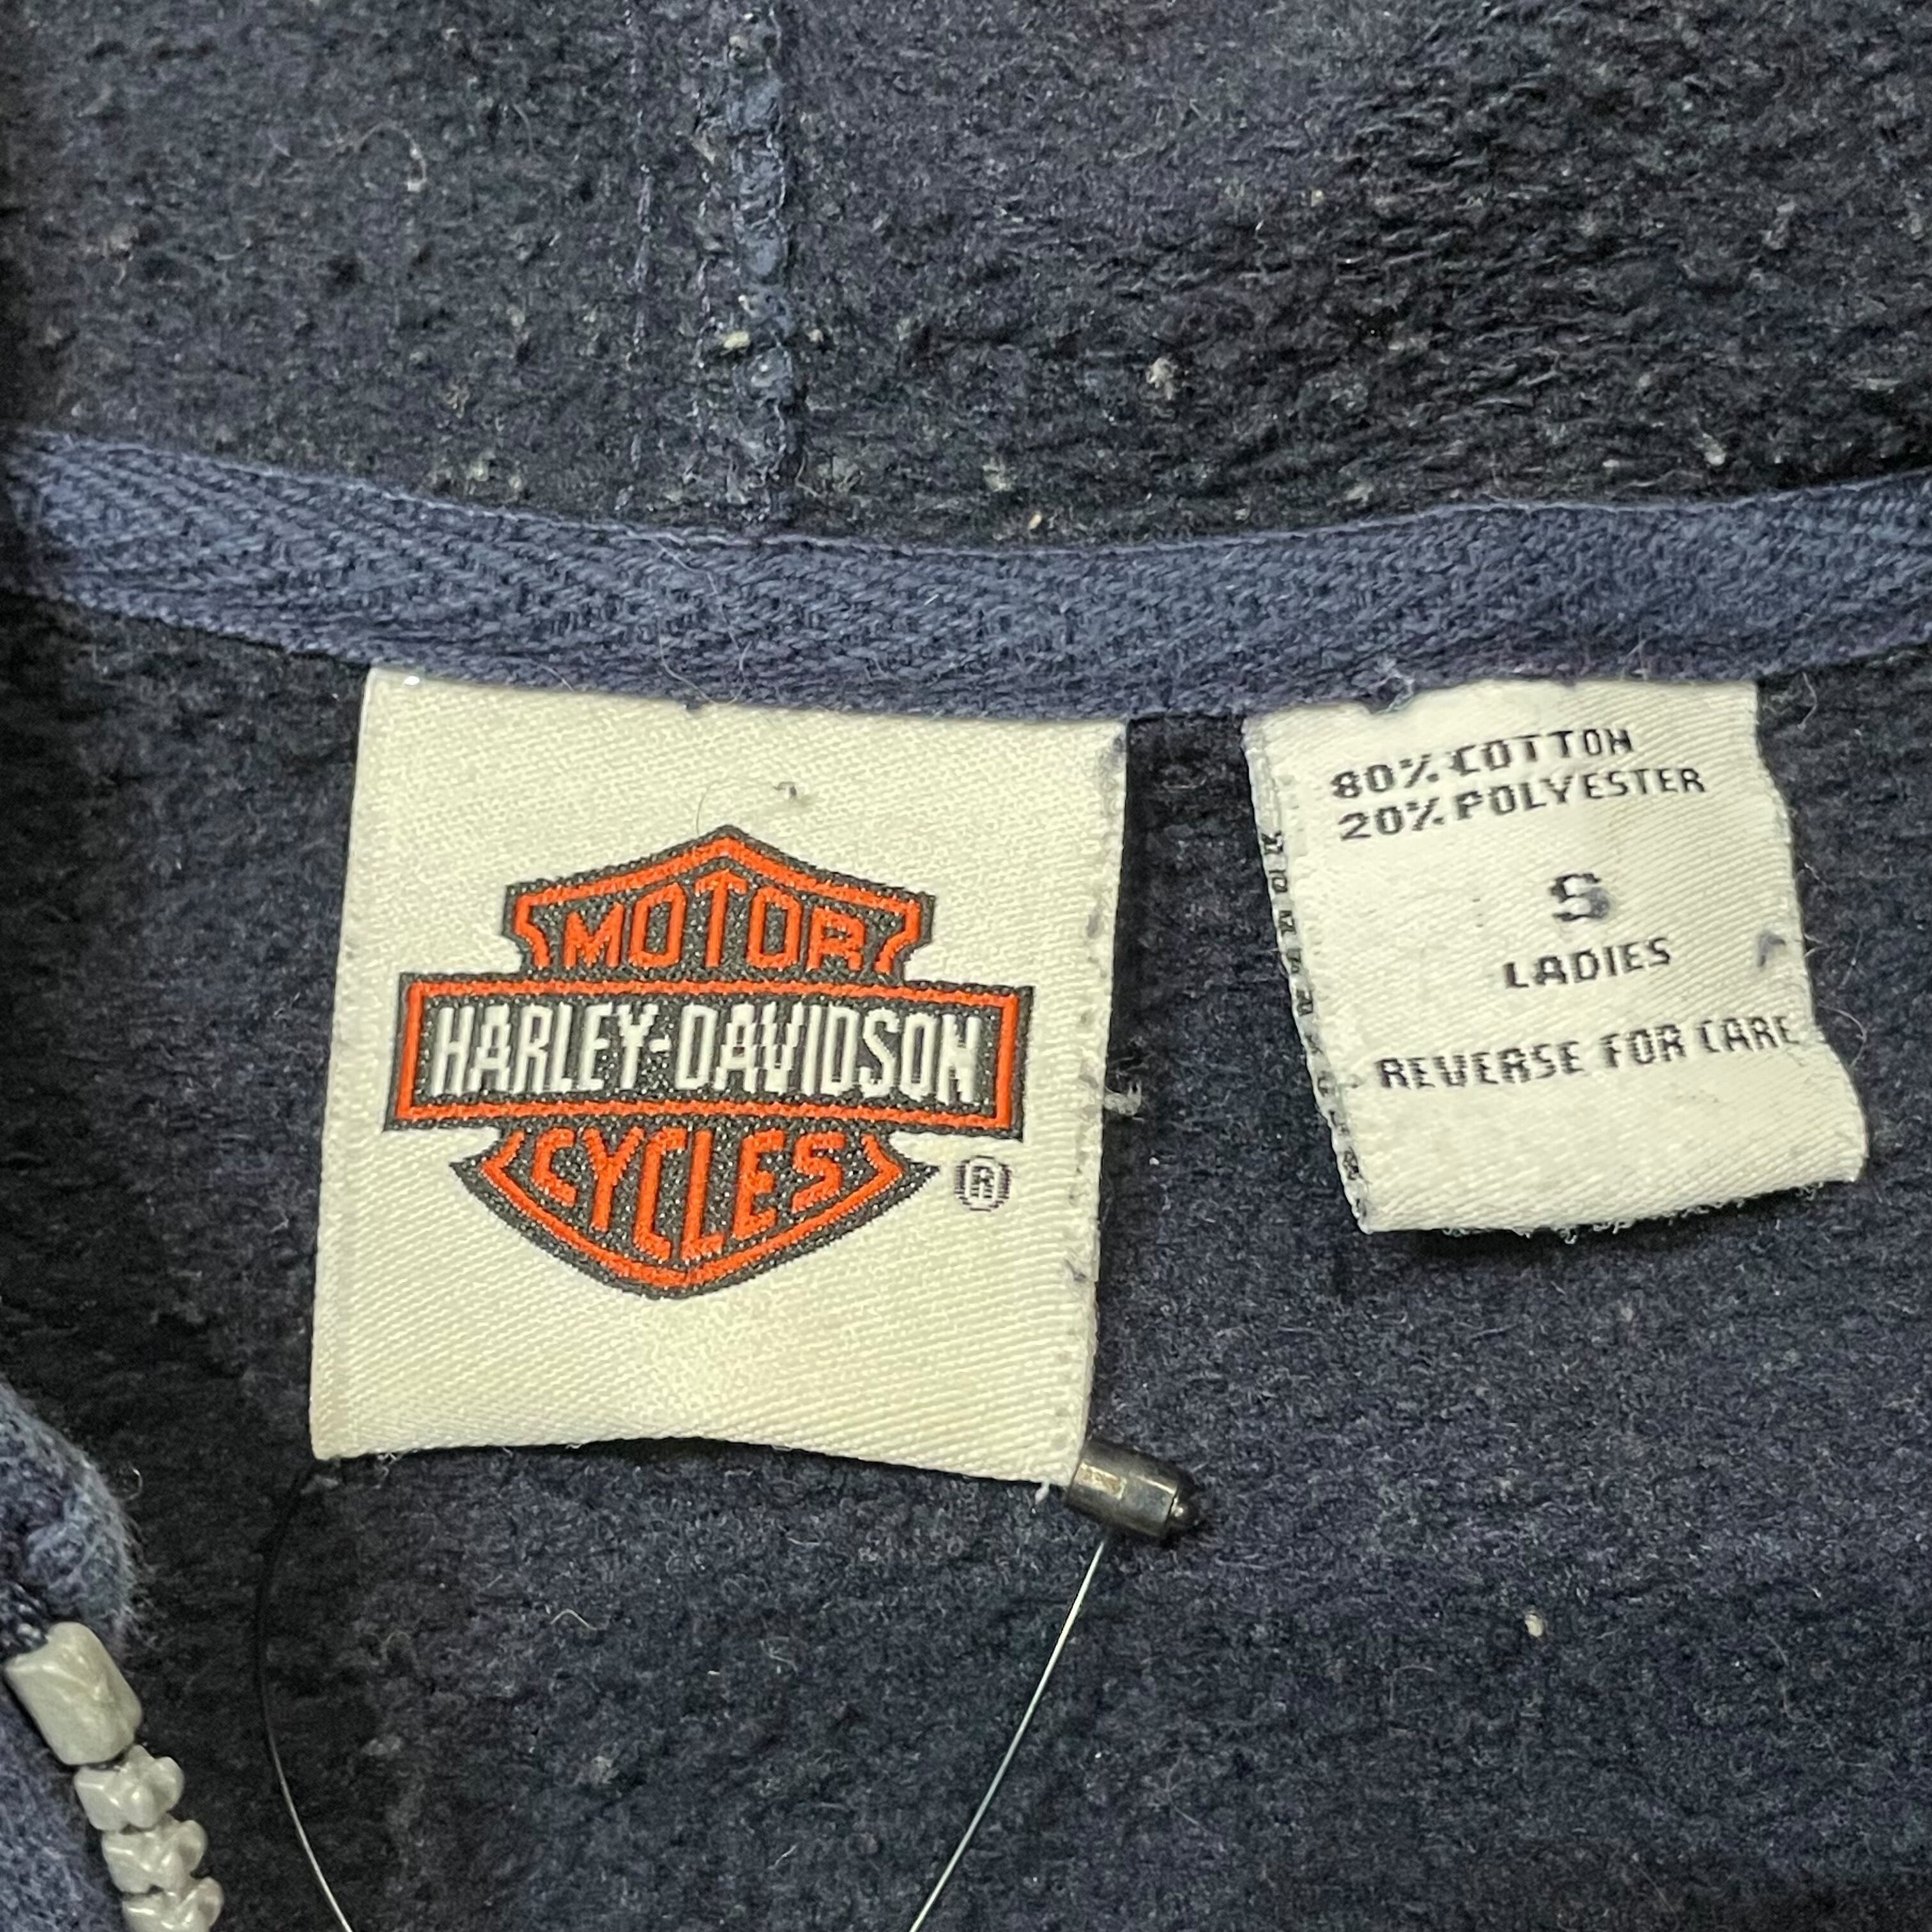 MOTOR
HARLEY-DAVIDSON
CYCLES
®
80% COTTON
20% POLYESTER
S
LADIES
REVERSE FOR CARE